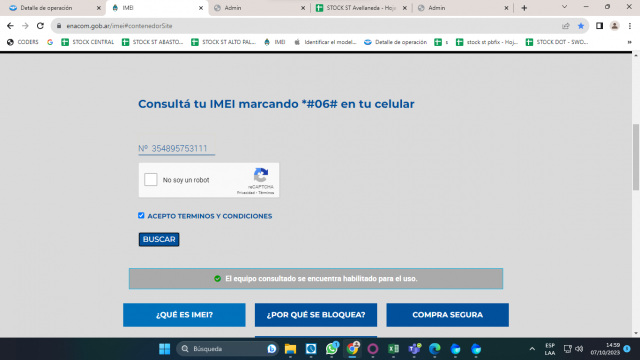 Detalle de operación
IMEI
Admin
STOCK ST Avellaneda - Hoj
Admin
enacom.gob.ar/imei#contenedorSite
CODERS
G
STOCK CENTRAL
STOCK ST ABASTO...
STOCK ST ALTO PAL...
IMEI
Identificar el model...
Detalle de operación
stock st pbfix - Hoj...
STOCK DOT - SWO...
Consultá tu IMEI marcando *#06# en tu celular
Nº 354895753111
No soy un robot
reCAPTCHA
Privacidad - Términos
ACEPTO TERMINOS Y CONDICIONES
BUSCAR
El equipo consultado se encuentra habilitado para el uso.
¿QUÉ ES IMEI?
¿POR QUÉ SE BLOQUEA?
COMPRA SEGURA
Búsqueda
ESP
LAA
14:59
07/10/2023